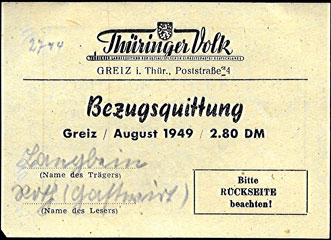 2744
Thüringer Volk
GREIZ i. Thür., Poststraße 24
Bezugsquittung
Greiz / August 1949 / 2.80 DM
Langbein
(Name des Trägers)
(Gastwirt)
(Name des Lesers)
Bitte
RÜCKSEITE
beachten!